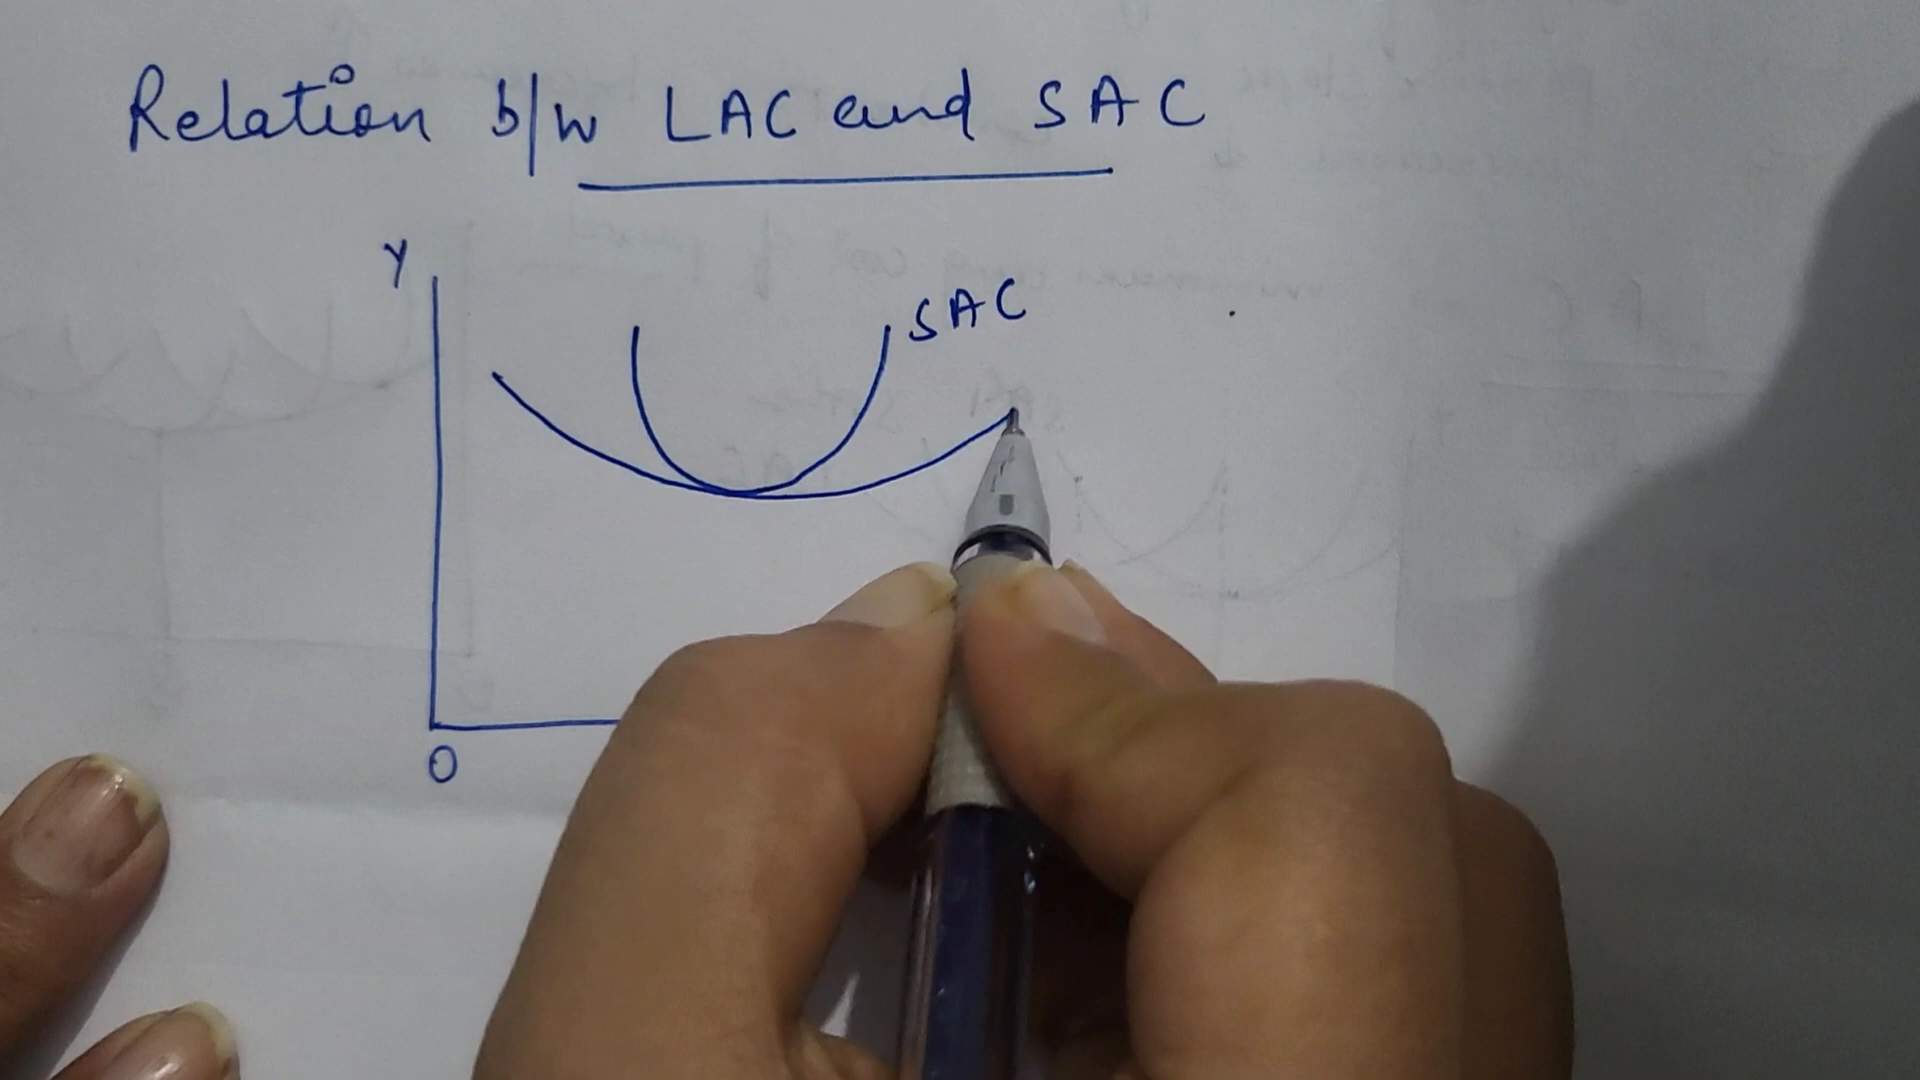 Relation b/w LAC and SAC
Y
SAC
O